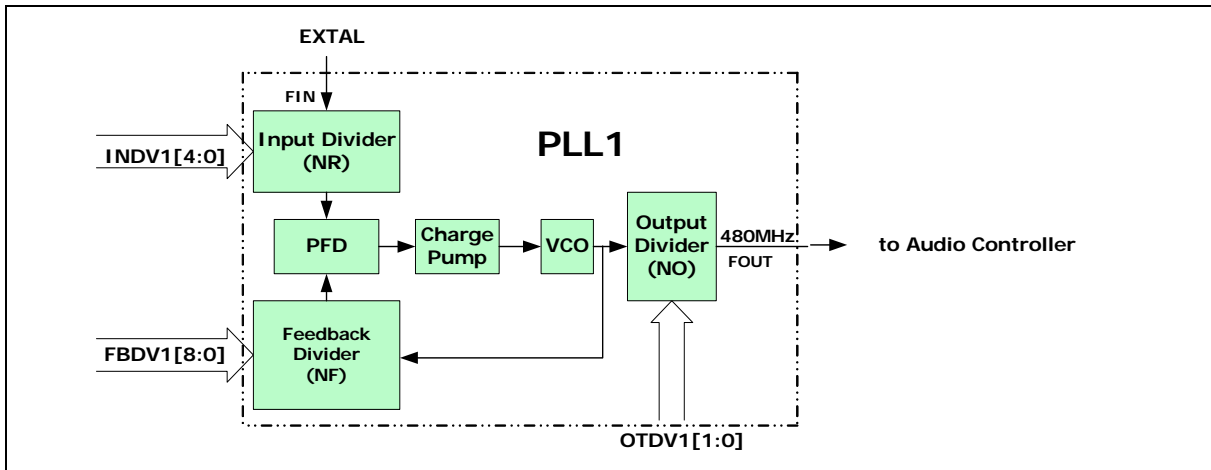 EXTAL
FIN
Input Divider
(NR)
INDV1[4:0]
PLL1
PFD
Charge
Pump
VCO
Output
Divider
(NO)
480MHz
FOUT
to Audio Controller
Feedback
Divider
(NF)
FBDV1[8:0]
OTDV1[1:0]